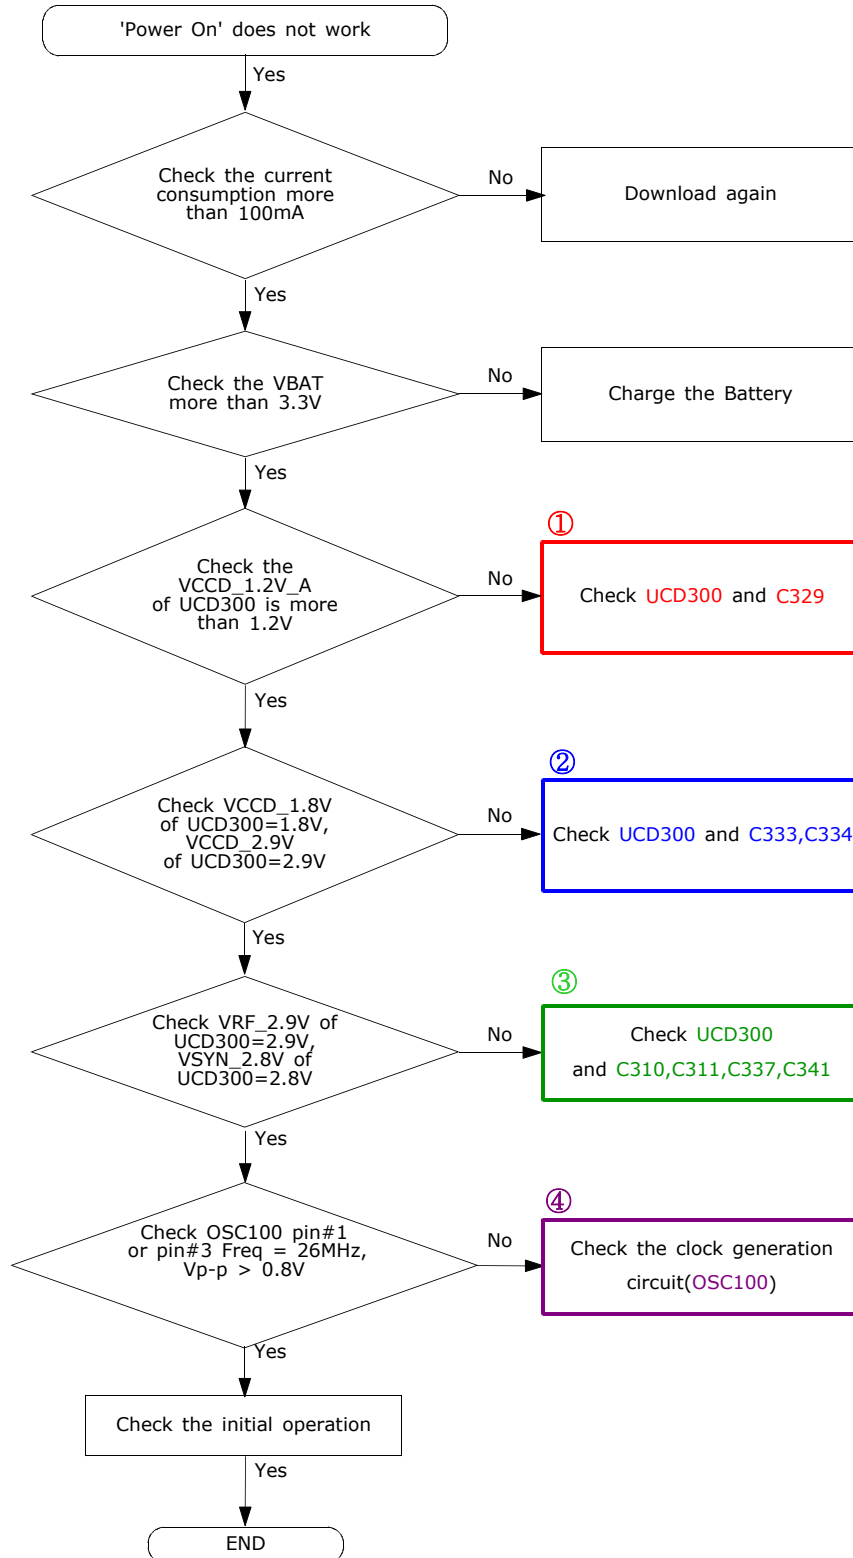 'Power On' does not work
Yes
Check the current
consumption more
than 100mA
No
Download again
Yes
Check the VBAT
more than 3.3V
No
Charge the Battery
Yes
①
Check the
VCCD_1.2V_A
of UCD300 is more
than 1.2V
No
Check UCD300 and C329
Yes
②
Check VCCD_1.8V
of UCD300=1.8V,
VCCD_2.9V
of UCD300=2.9V
No
Check UCD300 and C333,C334
Yes
③
Check VRF_2.9V of
UCD300=2.9V,
VSYN_2.8V of
UCD300=2.8V
No
Check UCD300
and C310,C311,C337,C341
Yes
④
Check OSC100 pin#1
or pin#3 Freq = 26MHz,
Vp-p > 0.8V
No
Check the clock generation
circuit(OSC100)
Yes
Check the initial operation
Yes
END